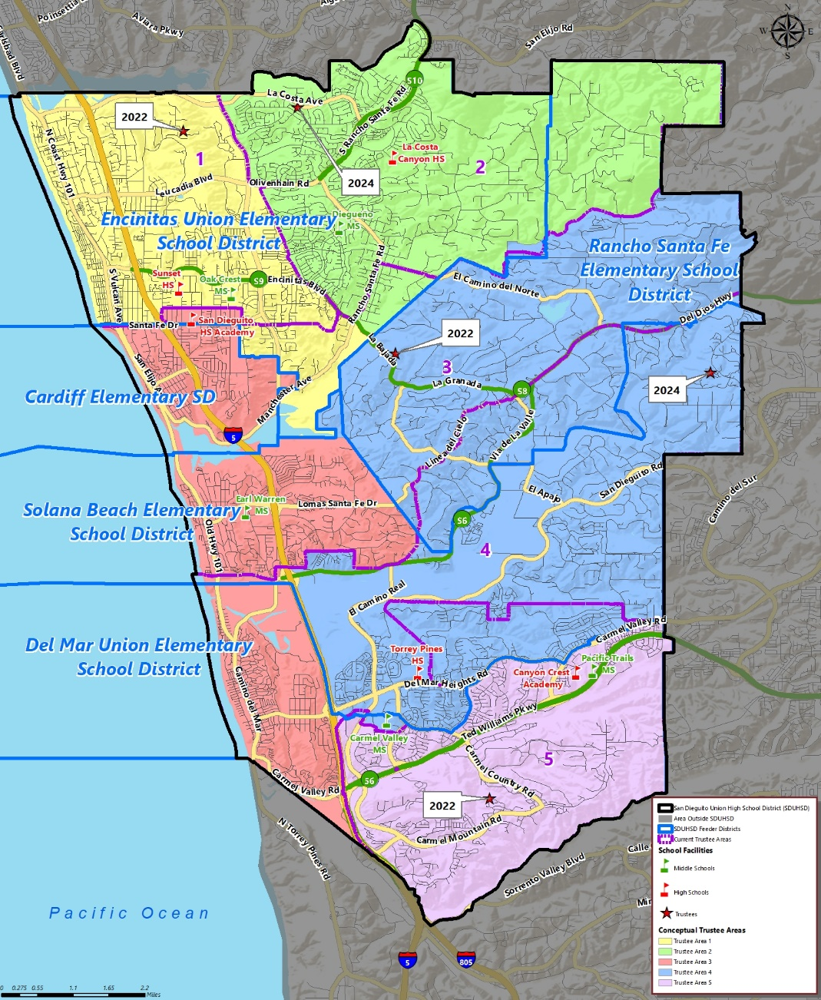 Poinsettia
Aviara Pkwy
San Elijo Rd
Carlsbad Blvd
N
W
E
S
S10
La Costa Ave
2022
S Rancho Santa Fe Rd
N Coast Hwy 101
1
La Costa
Canyon HS
2
Leucadia Blvd
Olivenhain Rd
2024
Encinitas Union Elementary
School District
Diegueno
MS
Rancho Santa Fe
Elementary School
District
Rancho Santa Fe Rd
S Vulcan Ave
Sunset
HS
Oak Crest
MS
S9
Encinitas Blvd
El Camino del Norte
Del Dios Hwy
San Dieguito
HS Academy
Santa Fe Dr
2022
La Bajada
3
La Granada
S8
2024
San Elijo A
Cardiff Elementary SD
Manchester Ave
5
Linea del Cielo
Via de La Valle
El Apajo
San Dieguito Rd
Camino del Sur
Solana Beach Elementary
School District
Earl Warren
MS
Lomas Santa Fe Dr
S6
Old Hwy 101
4
El Camino Real
Carmel Valley Rd
Del Mar Union Elementary
School District
Torrey Pines
HS
Del Mar Heights Rd
Canyon Crest
Academy
Pacific Trails
MS
Camino del Mar
Carmel Valley
MS
Ted Williams Pkwy
5
Carmel Country Rd
Carmel Valley Rd
56
2022
Carmel Mountain Rd
N Torrey Pines Rd
Sorrento Valley Blvd
Calle
Pacific Ocean
5
805
San Dieguito Union High School District (SDUHSD)
Area Outside SDUHSD
SDUHSD Feeder Districts
Current Trustee Areas
School Facilities
Middle Schools
High Schools
Trustees
Conceptual Trustee Areas
Trustee Area 1
Trustee Area 2
Trustee Area 3
Trustee Area 4
Trustee Area 5
0 0.275 0.55 1.1 1.65 2.2
Miles